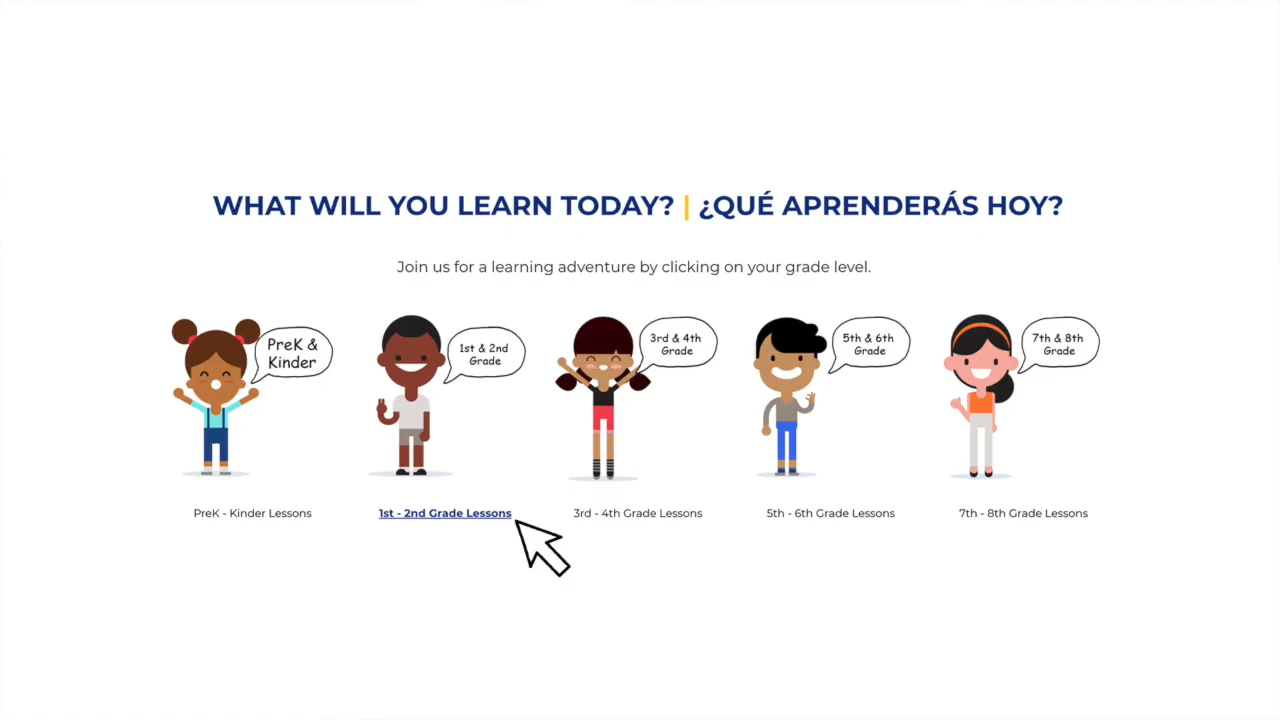 WHAT WILL YOU LEARN TODAY? | ¿QUÉ APRENDERÁS HOY?
Join us for a learning adventure by clicking on your grade level.
PreK &
Kinder
1st & 2nd
Grade
3rd & 4th
Grade
5th & 6th
Grade
7th & 8th
Grade
PreK - Kinder Lessons
1st - 2nd Grade Lessons
3rd - 4th Grade Lessons
5th - 6th Grade Lessons
7th - 8th Grade Lessons